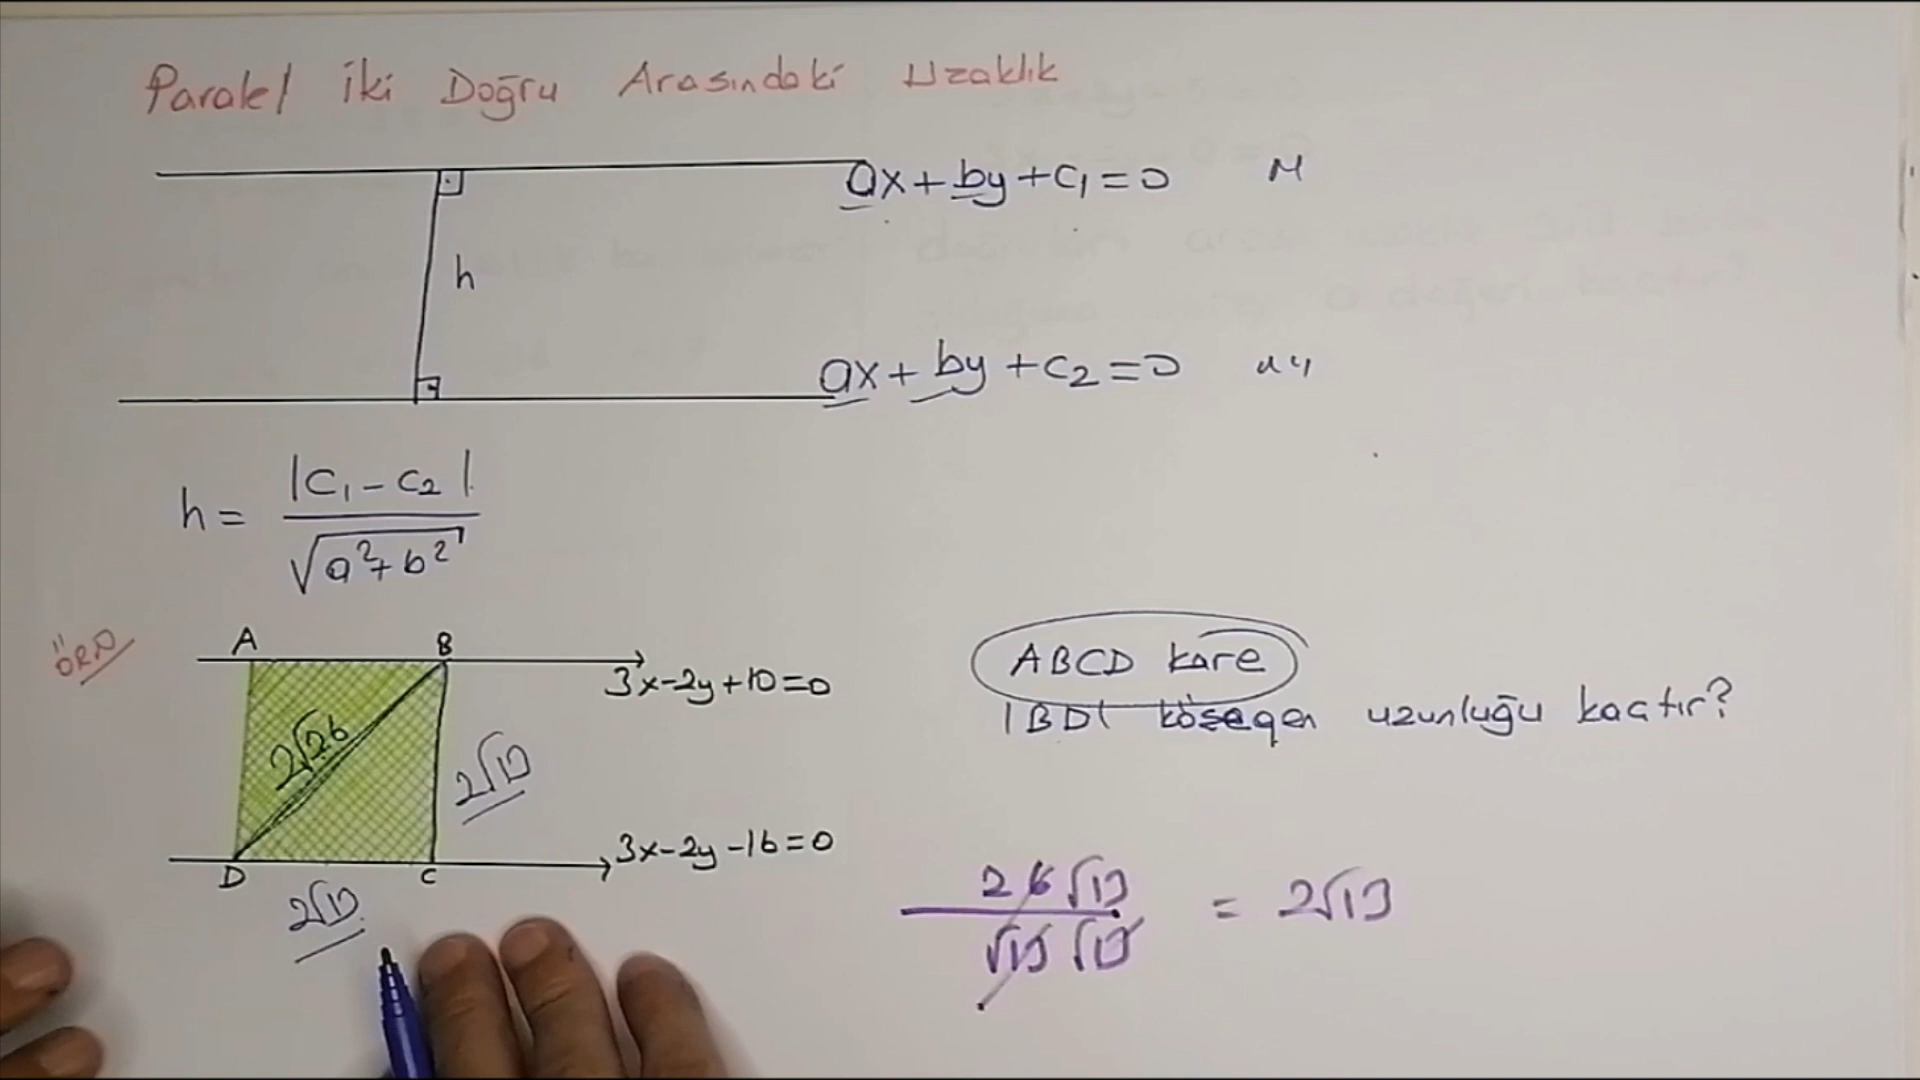 Paralel İki Doğru Arasındaki Uzaklık
ax+by+c₁=0
h
ax+by+c₂=0
h= |c₁-c₂| / √a²+b²
ÖRN
A B
3x-2y+10=0
2√26
2√13
3x-2y-16=0
D C
2√13
ABCD kare
|BD| köşegen uzunluğu kaçtır?
26√13 / √13 √13 = 2√13